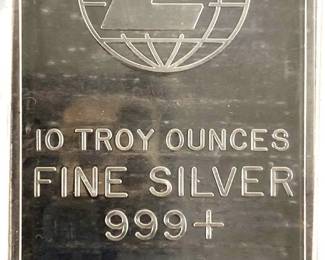 10 TROY OUNCES
FINE SILVER
999+